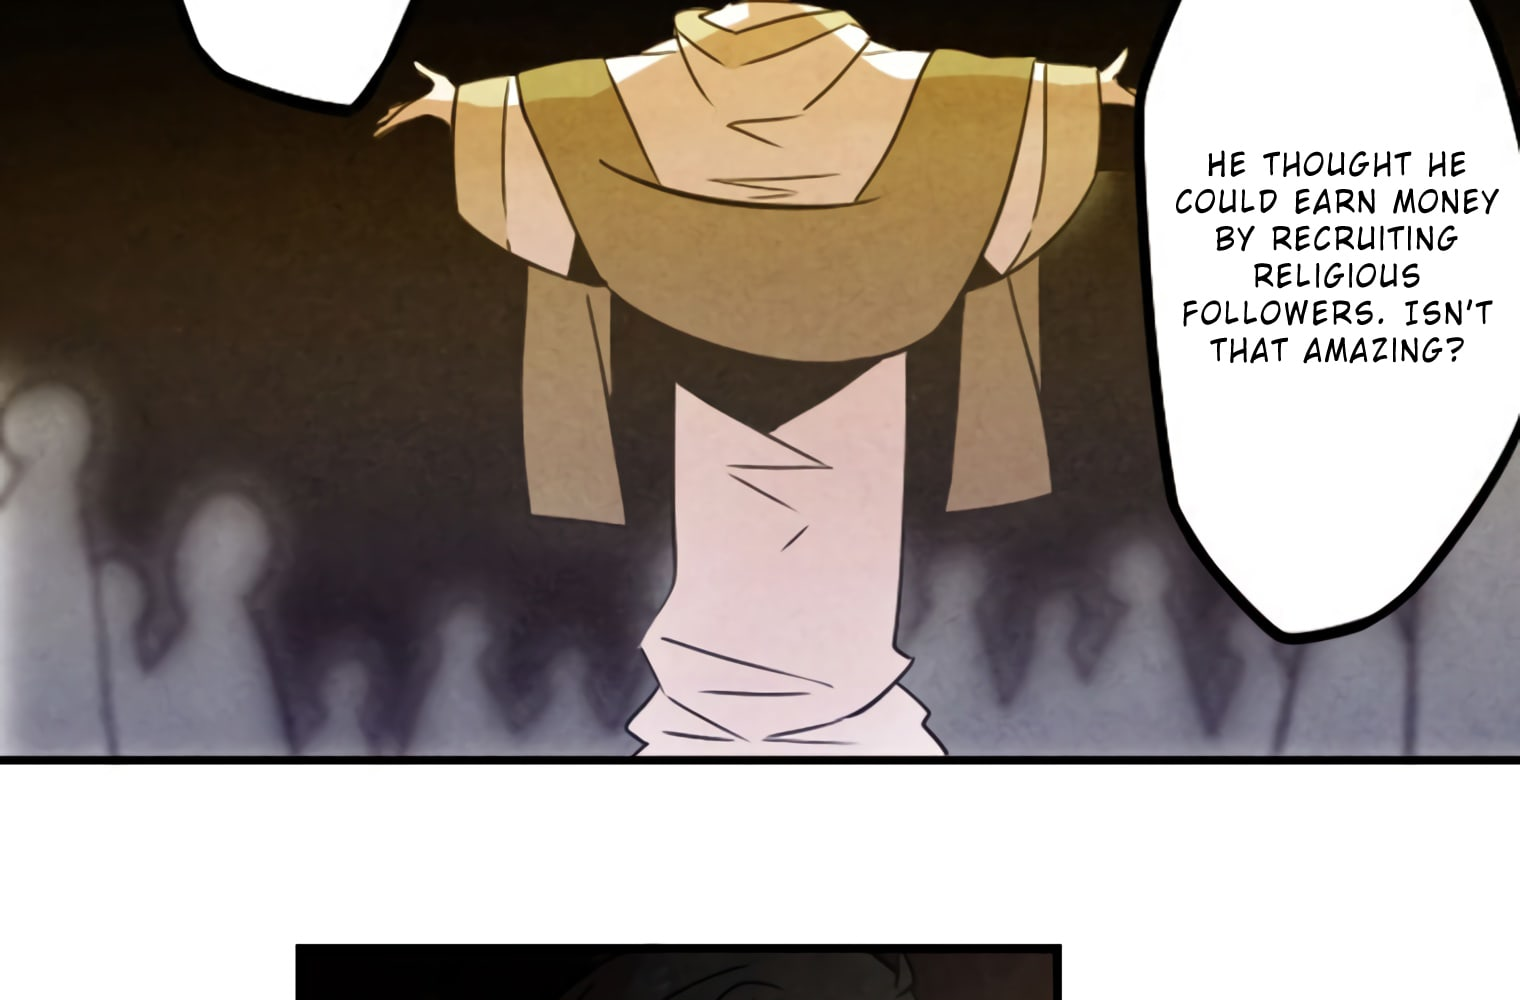 HE THOUGHT HE
COULD EARN MONEY
BY RECRUITING
RELIGIOUS
FOLLOWERS. ISN'T
THAT AMAZING?